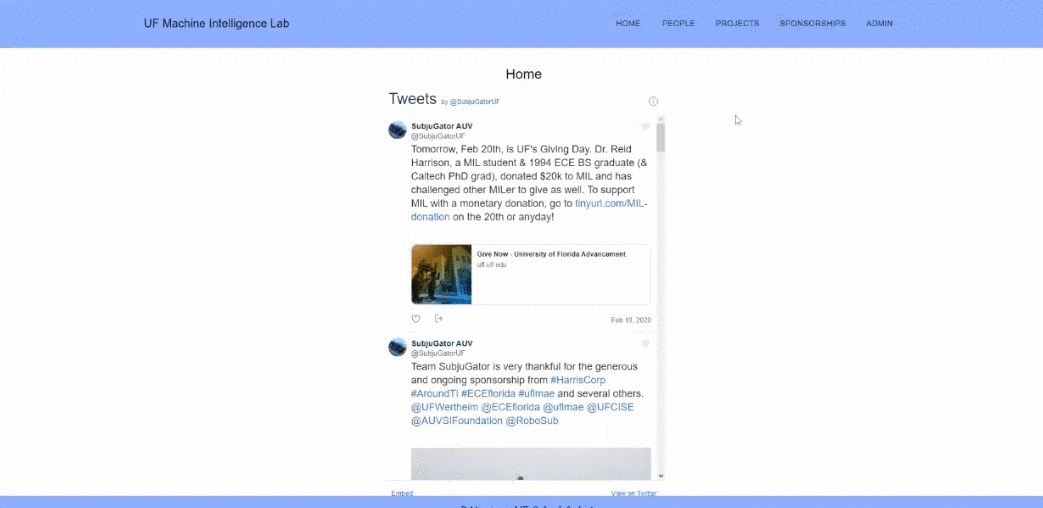 UF Machine Intelligence Lab
HOME PEOPLE PROJECTS SPONSORSHIPS ADMIN
Home
Tweets by @SubjuGatorUF
SubjuGator AUV
@SubjuGatorUF
Tomorrow, Feb 20th, is UF's Giving Day. Dr. Reid
Harrison, a MIL student & 1994 ECE BS graduate (&
Caltech PhD grad), donated $20k to MIL and has
challenged other MILer to give as well. To support
MIL with a monetary donation, go to tinyurl.com/MIL-
donation on the 20th or anyday!
Give Now - University of Florida Advancement
uff.ufl.edu
Feb 19, 2020
SubjuGator AUV
@SubjuGatorUF
Team SubjuGator is very thankful for the generous
and ongoing sponsorship from #HarrisCorp
#AroundTI #ECEflorida #uflmae and several others.
@UFWertheim @ECEflorida @uflmae @UFCISE
@AUVSIFoundation @RoboSub
Embed View on Twitter